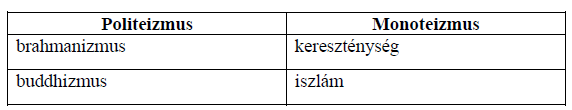 Politeizmus Monoteizmus
brahmanizmus kereszténység
buddhizmus iszlám